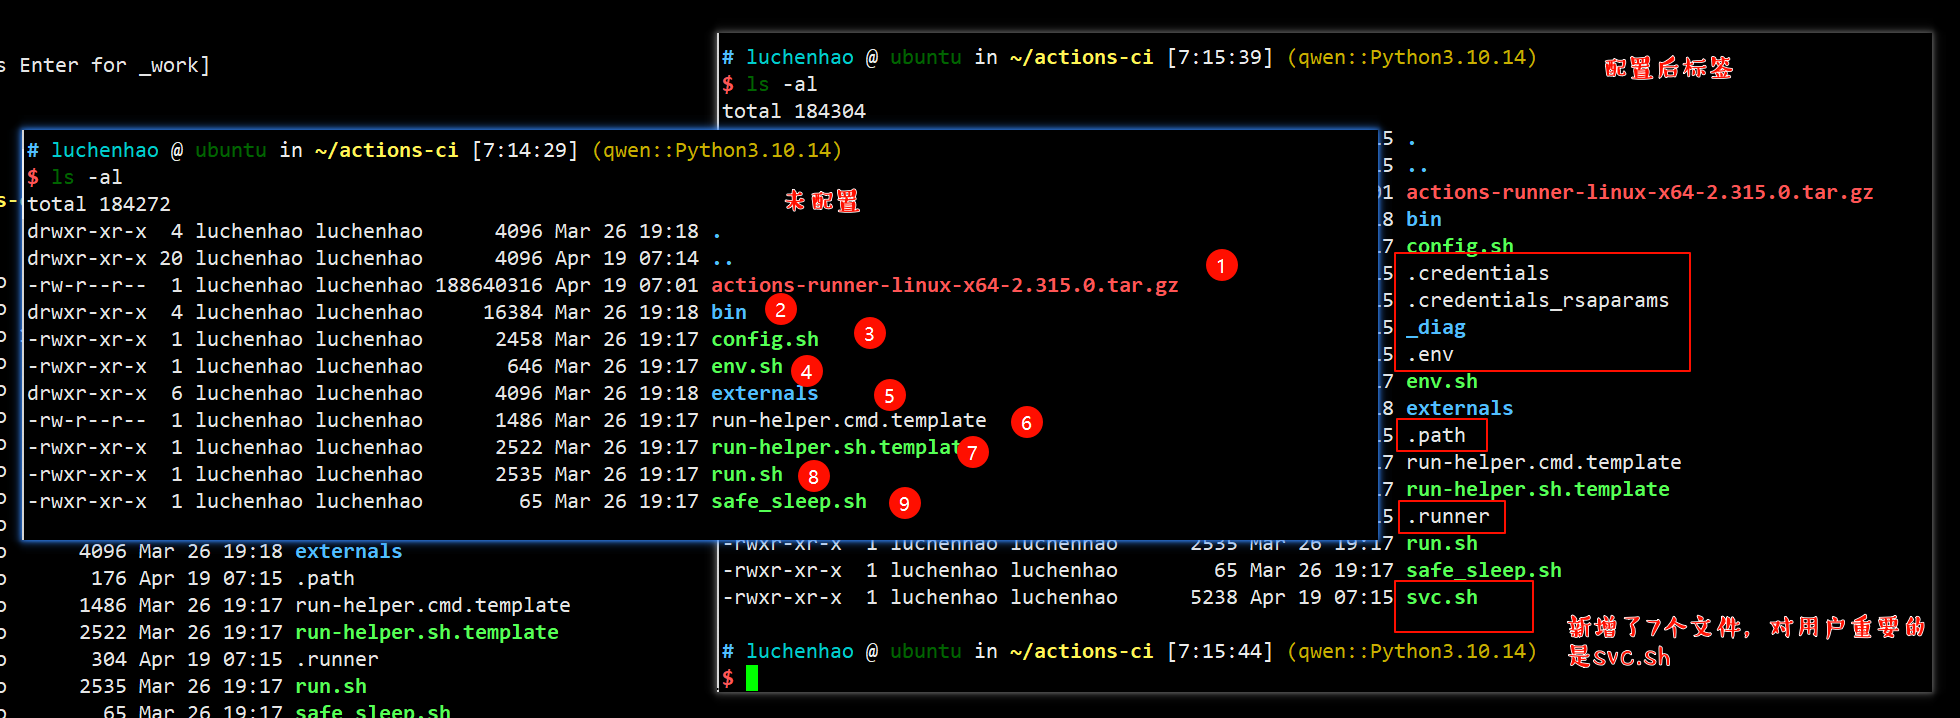 s Enter for _work]
# luchenhao @ ubuntu in ~/actions-ci [7:15:39] (qwen::Python3.10.14)
配置后标签
$ ls -al
total 184304
# luchenhao @ ubuntu in ~/actions-ci [7:14:29] (qwen::Python3.10.14)
$ ls -al
未配置
total 184272
drwxr-xr-x 4 luchenhao luchenhao 4096 Mar 26 19:18 .
drwxr-xr-x 20 luchenhao luchenhao 4096 Apr 19 07:14 ..
-rw-r--r-- 1 luchenhao luchenhao 188640316 Apr 19 07:01 actions-runner-linux-x64-2.315.0.tar.gz
1
drwxr-xr-x 4 luchenhao luchenhao 16384 Mar 26 19:18 bin
2
-rwxr-xr-x 1 luchenhao luchenhao 2458 Mar 26 19:17 config.sh
3
-rwxr-xr-x 1 luchenhao luchenhao 646 Mar 26 19:17 env.sh
4
drwxr-xr-x 6 luchenhao luchenhao 4096 Mar 26 19:18 externals
5
-rw-r--r-- 1 luchenhao luchenhao 1486 Mar 26 19:17 run-helper.cmd.template
6
-rwxr-xr-x 1 luchenhao luchenhao 2522 Mar 26 19:17 run-helper.sh.templat
7
-rwxr-xr-x 1 luchenhao luchenhao 2535 Mar 26 19:17 run.sh
8
-rwxr-xr-x 1 luchenhao luchenhao 65 Mar 26 19:17 safe_sleep.sh
9
5 .
5 ..
1 actions-runner-linux-x64-2.315.0.tar.gz
8 bin
7 config.sh
5 .credentials
5 .credentials_rsaparams
5 _diag
5 .env
7 env.sh
8 externals
5 .path
7 run-helper.cmd.template
7 run-helper.sh.template
5 .runner
-rwxr-xr-x 1 luchenhao luchenhao 2535 Mar 26 19:17 run.sh
-rwxr-xr-x 1 luchenhao luchenhao 65 Mar 26 19:17 safe_sleep.sh
-rwxr-xr-x 1 luchenhao luchenhao 5238 Apr 19 07:15 svc.sh
新增了7个文件，对用户重要的
是svc.sh
# luchenhao @ ubuntu in ~/actions-ci [7:15:44] (qwen::Python3.10.14)
$
o 4096 Mar 26 19:18 externals
o 176 Apr 19 07:15 .path
o 1486 Mar 26 19:17 run-helper.cmd.template
o 2522 Mar 26 19:17 run-helper.sh.template
o 304 Apr 19 07:15 .runner
o 2535 Mar 26 19:17 run.sh
o 65 Mar 26 19:17 safe_sleep.sh